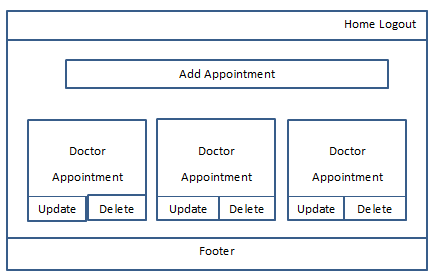 Home Logout
Add Appointment
Doctor
Appointment
Update Delete
Doctor
Appointment
Update Delete
Doctor
Appointment
Update Delete
Footer